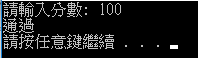 請輸入分數: 100
通過
請按任意鍵繼續 . . .